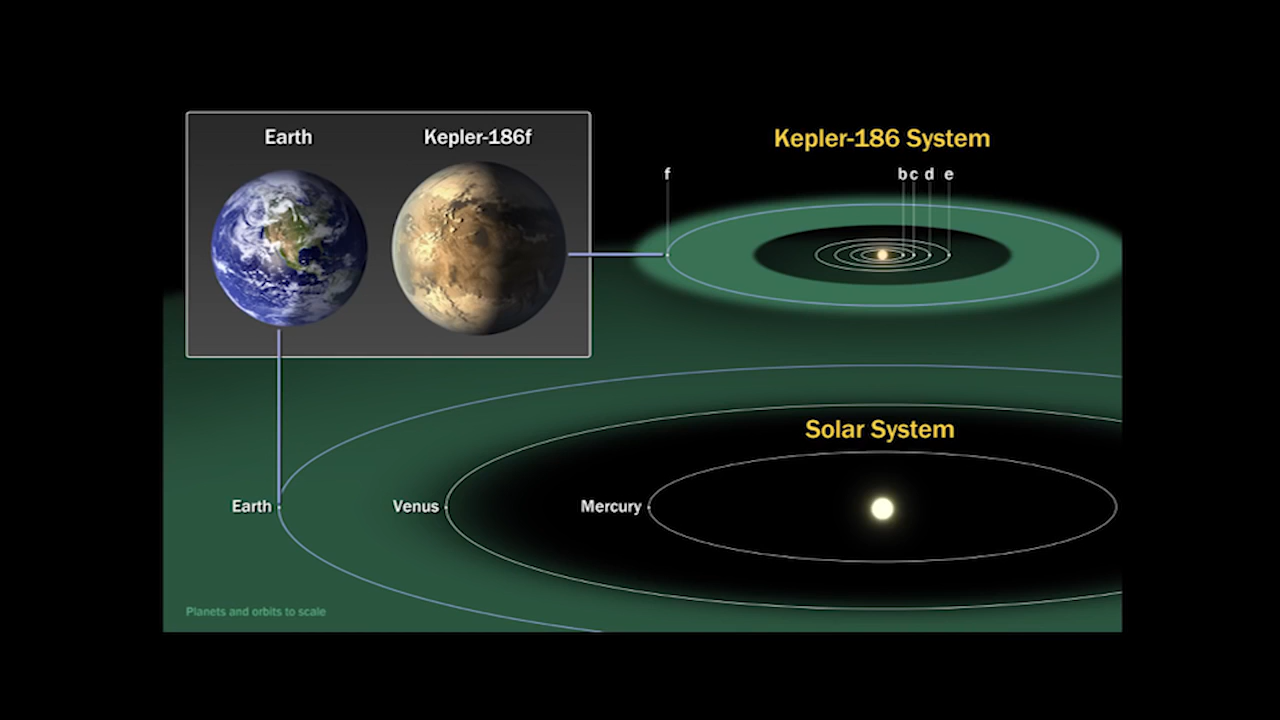 Earth
Kepler-186f
Kepler-186 System
f
b c d e
Solar System
Earth
Venus
Mercury
Planets and orbits to scale